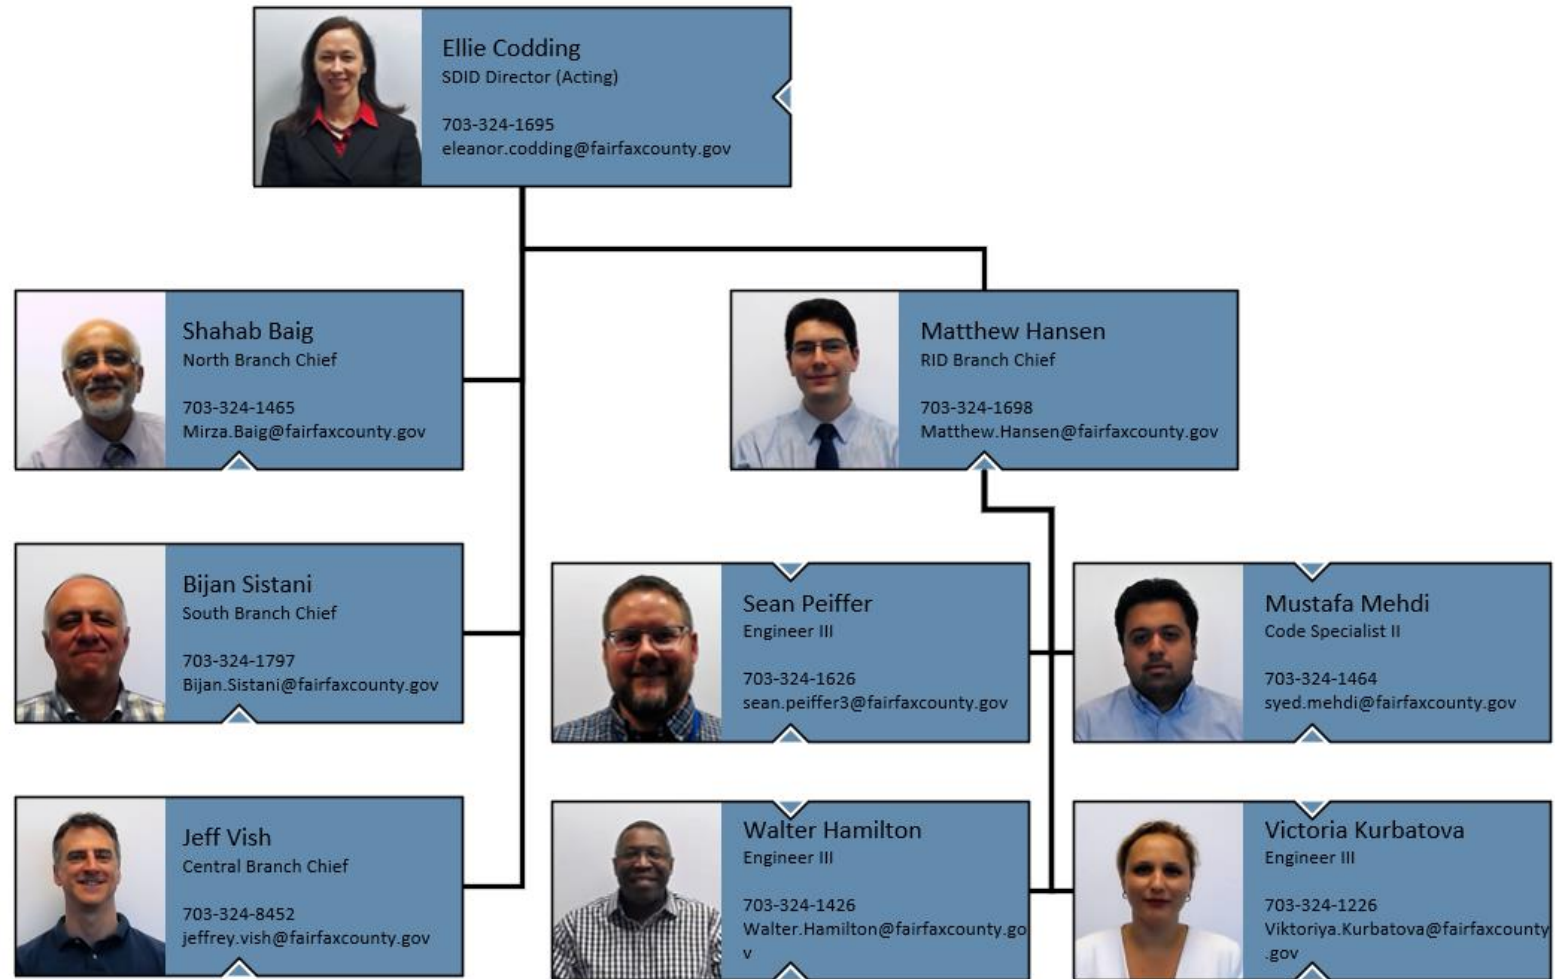 Ellie Codding
SDID Director (Acting)
703-324-1695
eleanor.codding@fairfaxcounty.gov
Shahab Baig
North Branch Chief
703-324-1465
Mirza.Baig@fairfaxcounty.gov
Matthew Hansen
RID Branch Chief
703-324-1698
Matthew.Hansen@fairfaxcounty.gov
Bijan Sistani
South Branch Chief
703-324-1797
Bijan.Sistani@fairfaxcounty.gov
Sean Peiffer
Engineer III
703-324-1626
sean.peiffer3@fairfaxcounty.gov
Mustafa Mehdi
Code Specialist II
703-324-1464
syed.mehdi@fairfaxcounty.gov
Jeff Vish
Central Branch Chief
703-324-8452
jeffrey.vish@fairfaxcounty.gov
Walter Hamilton
Engineer III
703-324-1426
Walter.Hamilton@fairfaxcounty.go
v
Victoria Kurbatova
Engineer III
703-324-1226
Viktoriya.Kurbatova@fairfaxcounty
.gov